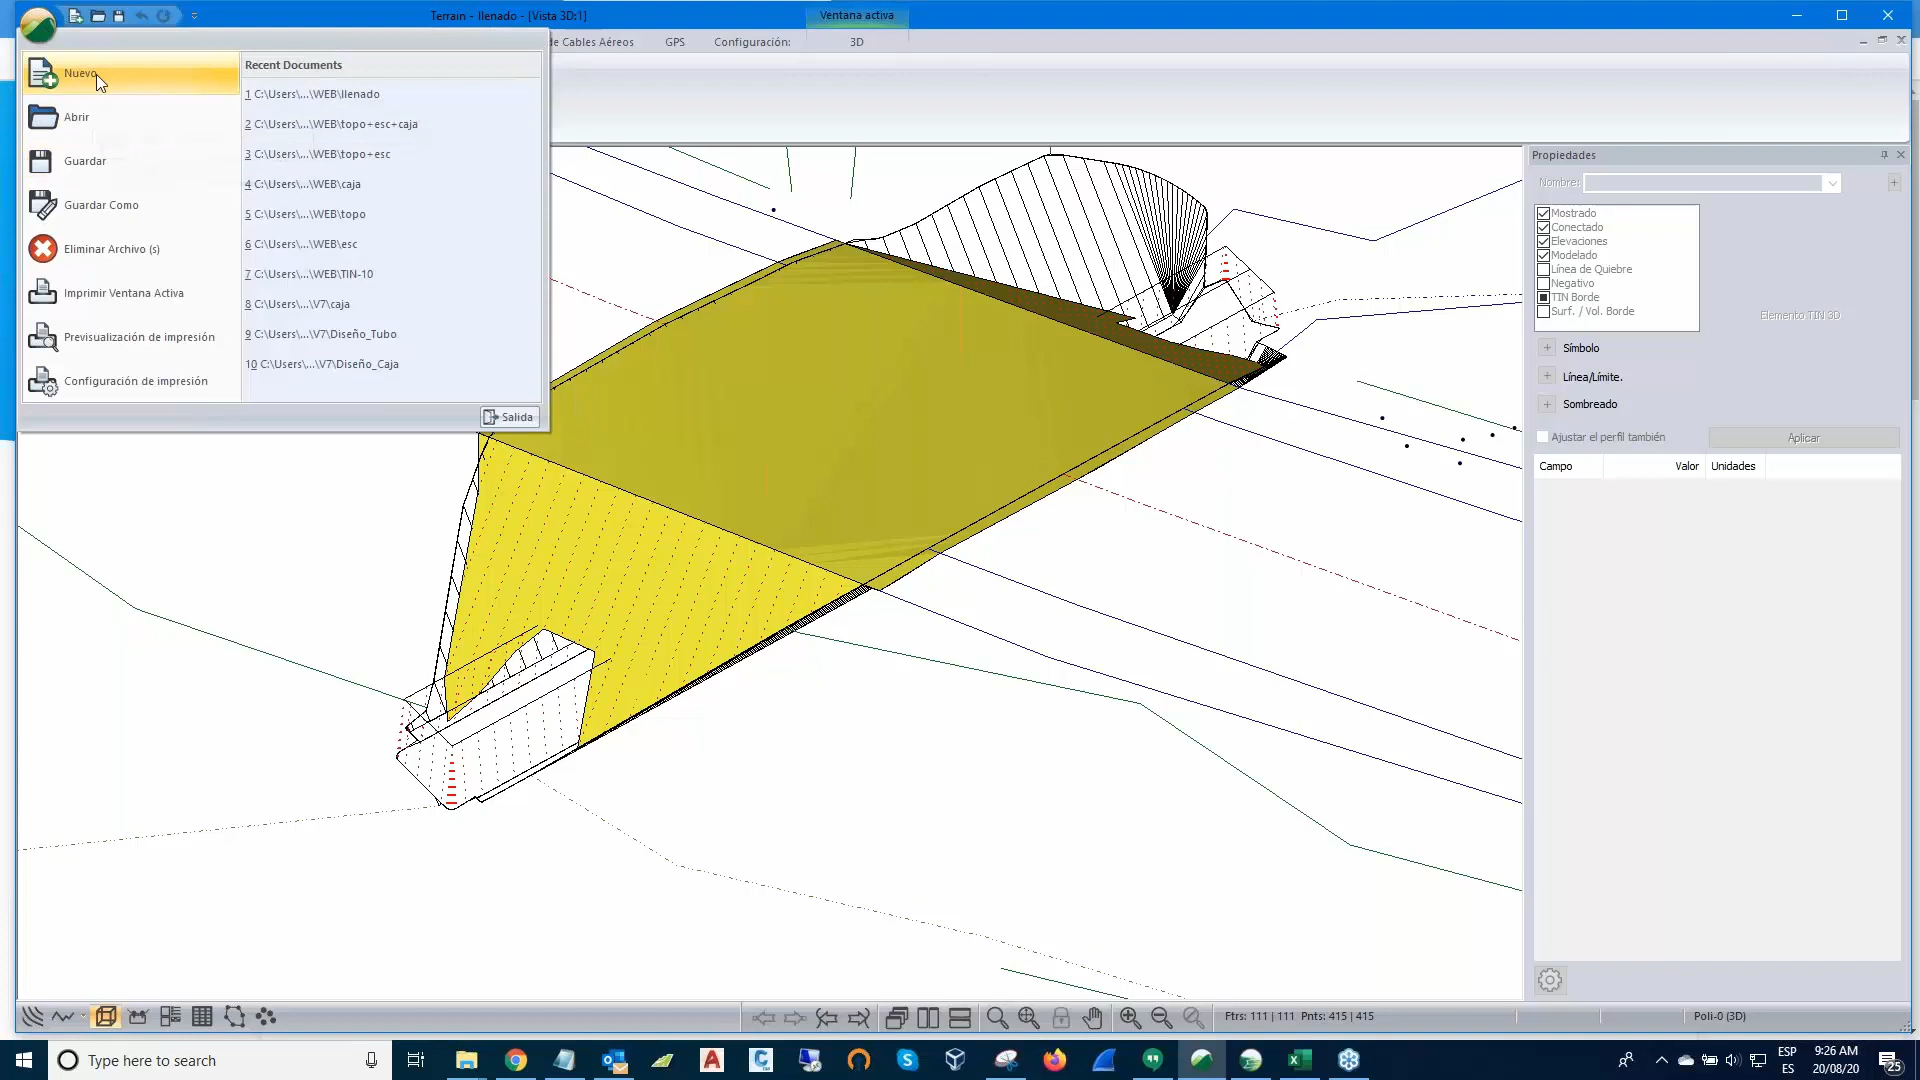 Terrain - llenado - [Vista 3D:1]
Ventana activa
de Cables Aéreos
GPS
Configuración:
3D
Nuevo
Abrir
Guardar
Guardar Como
Eliminar Archivo (s)
Imprimir Ventana Activa
Previsualización de impresión
Configuración de impresión
Recent Documents
1 C:\Users\...\WEB\llenado
2 C:\Users\...\WEB\topo+esc+caja
3 C:\Users\...\WEB\topo+esc
4 C:\Users\...\WEB\caja
5 C:\Users\...\WEB\topo
6 C:\Users\...\WEB\esc
7 C:\Users\...\WEB\TIN-10
8 C:\Users\...\V7\caja
9 C:\Users\...\V7\Diseño_Tubo
10 C:\Users\...\V7\Diseño_Caja
Salida
Propiedades
Nombre:
Mostrado
Conectado
Elevaciones
Modelado
Línea de Quiebre
Negativo
TIN Borde
Surf. / Vol. Borde
Elemento TIN 3D
Símbolo
Línea/Límite.
Sombreado
Ajustar el perfil también
Aplicar
Campo Valor Unidades
Ftrs: 111 | 111 Pnts: 415 | 415
Poli-0 (3D)
Type here to search
ESP
ES
9:26 AM
20/08/20
25